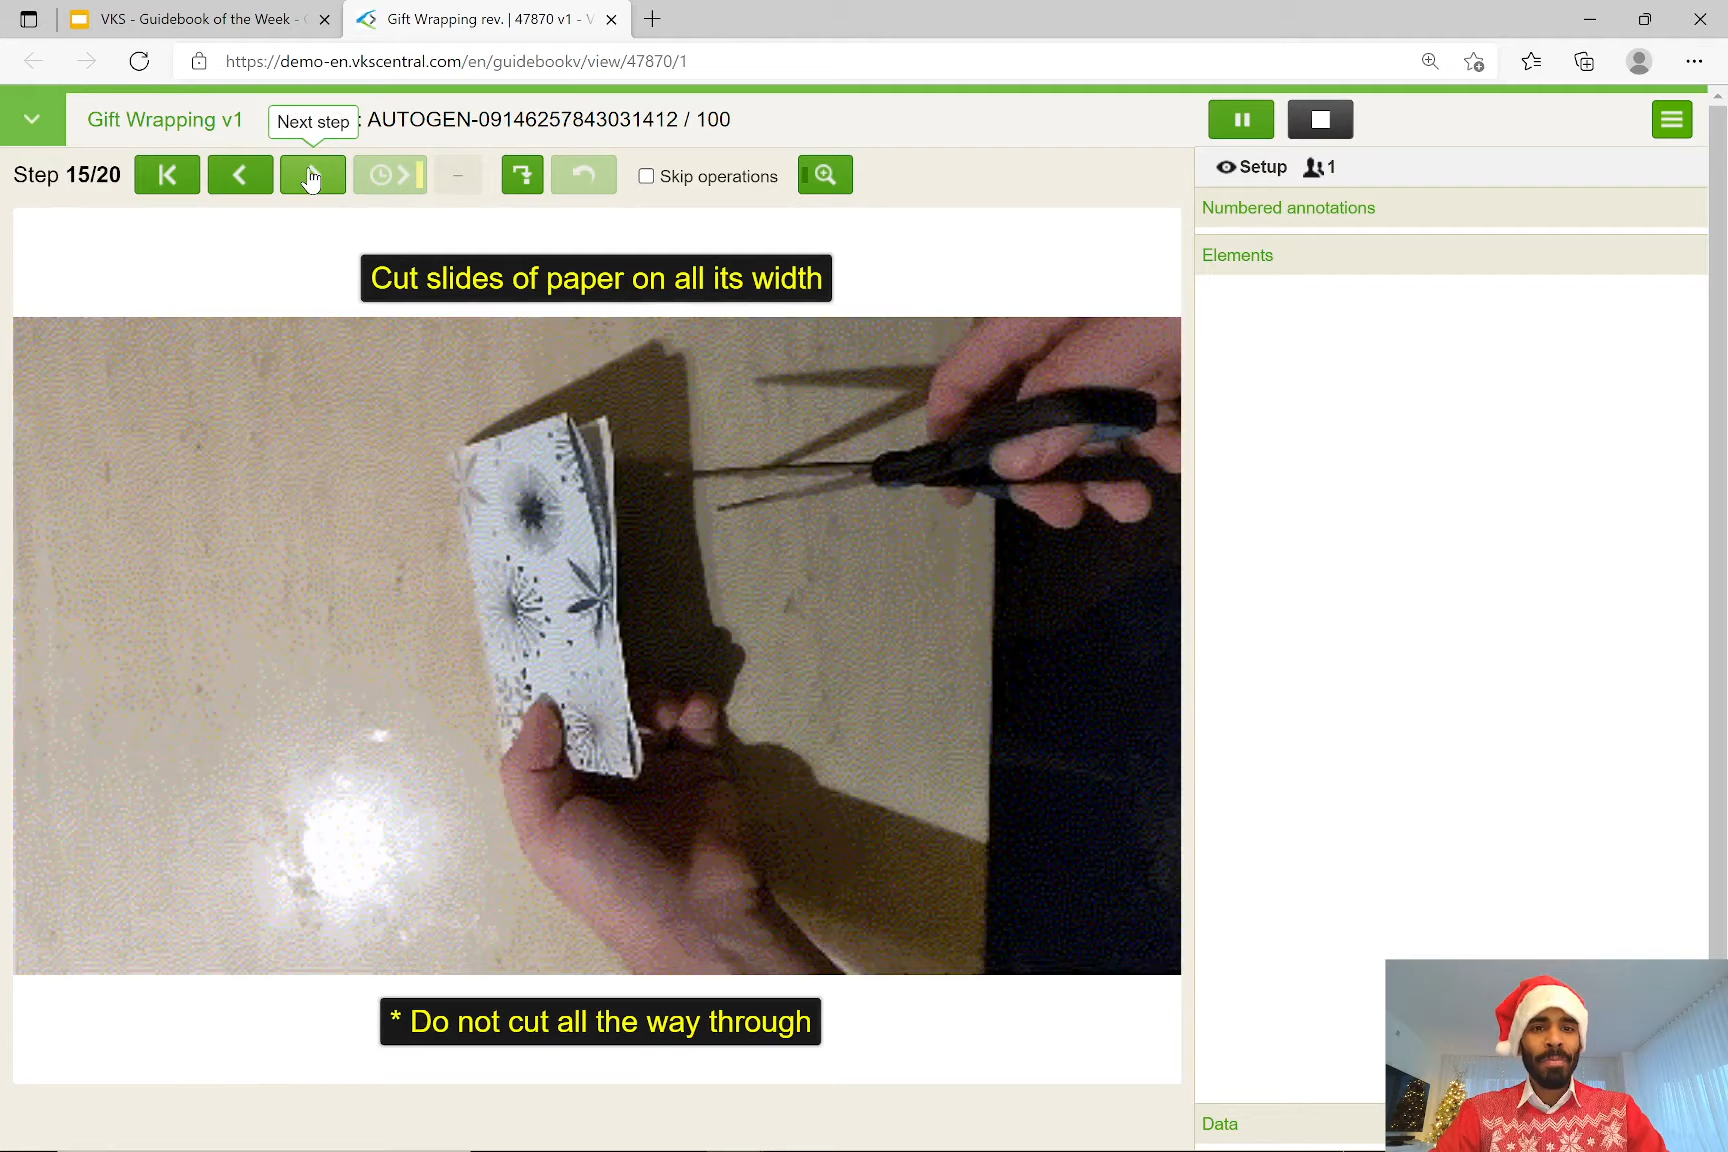 VKS - Guidebook of the Week -
Gift Wrapping rev. | 47870 v1 -
https://demo-en.vkscentral.com/en/guidebookv/view/47870/1
Gift Wrapping v1
Next step
: AUTOGEN-09146257843031412 / 100
Step 15/20
Skip operations
Setup 1
Numbered annotations
Elements
Cut slides of paper on all its width
* Do not cut all the way through
Data